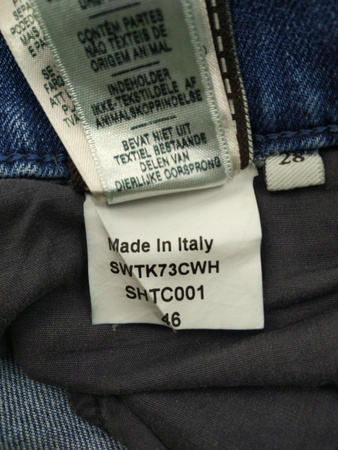 CONTÉM PARTES
NÃO TEXTEIS DE
ORIGEM ANIMAL
INDEHOLDER
IKKE-TEKSTILDELE AF
ANIMALSKOPRINDELSE
BEVAT NIET UIT
TEXTIEL BESTAANDE
DELEN VAN
DIERLIJKE OORSPRONG
28
Made In Italy
SWTK73CWH
SHTC001
46